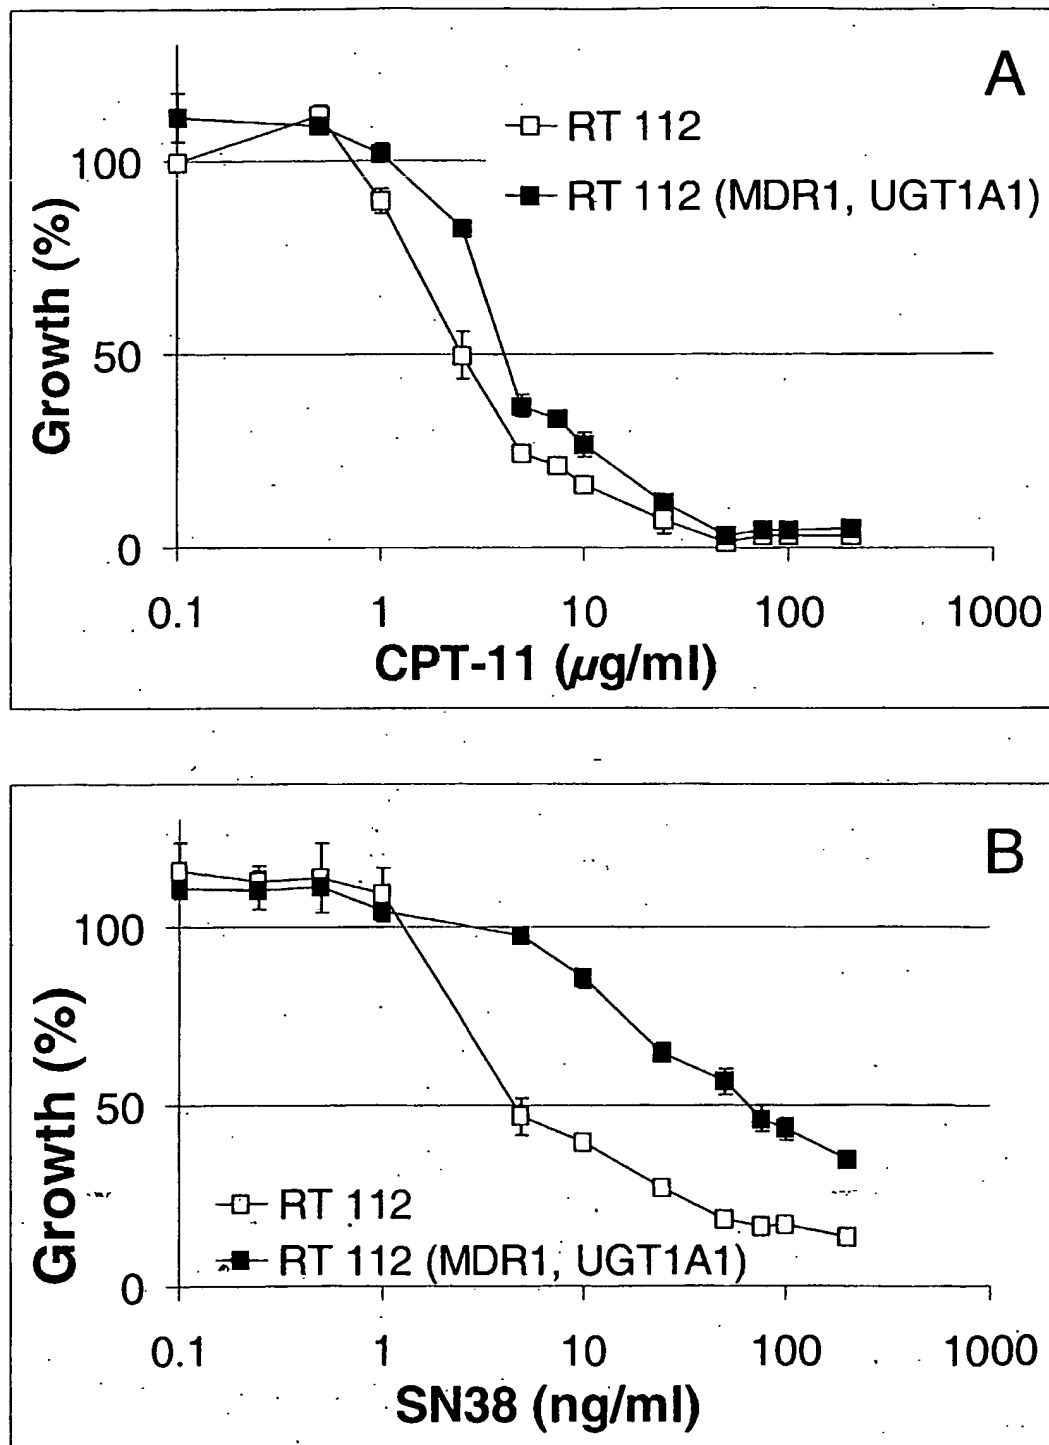 A
RT 112
RT 112 (MDR1, UGT1A1)
Growth (%)
100
50
0
0.1 1 10 100 1000
CPT-11 (µg/ml)
B
Growth (%)
100
50
0
RT 112
RT 112 (MDR1, UGT1A1)
0.1 1 10 100 1000
SN38 (ng/ml)